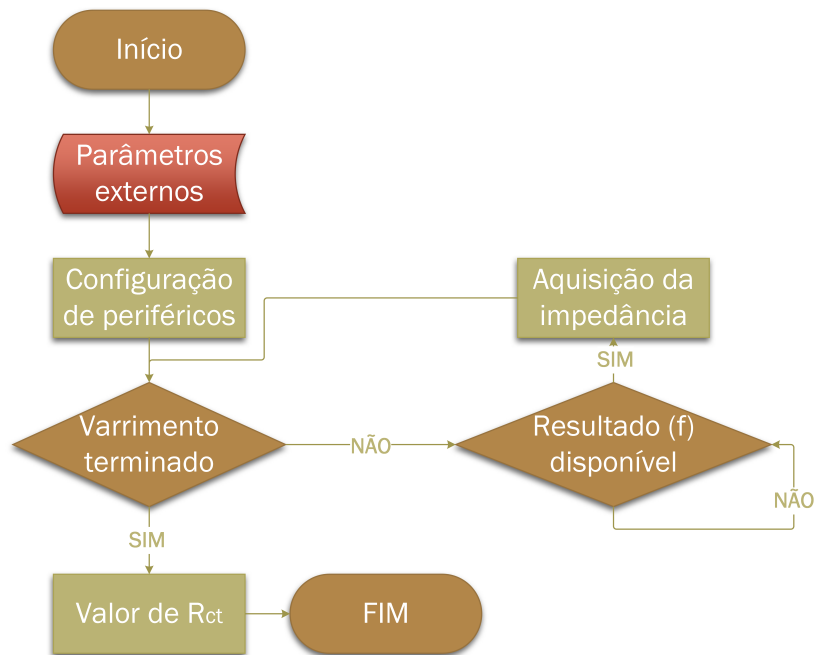 Início
Parâmetros
externos
Configuração
de periféricos
Aquisição da
impedância
SIM
Varrimento
terminado
NÃO
Resultado (f)
disponível
NÃO
SIM
Valor de Rct
FIM